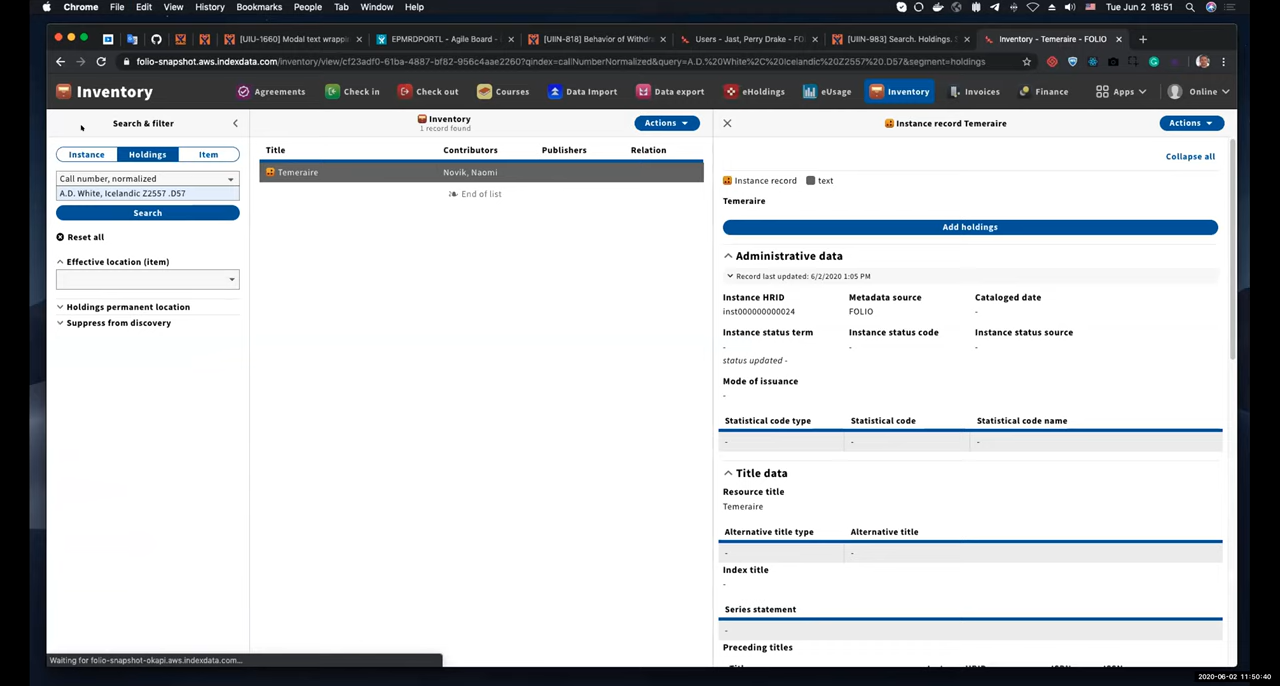 Chrome File Edit View History Bookmarks People Tab Window Help Tue Jun 2 18:51
[UIU-1660] Modal text wrappi EPMRDPORTL - Agile Board - [UIIN-818] Behavior of Withdr Users - Jast, Perry Drake - FO [UIIN-983] Search. Holdings. S Inventory - Temeraire - FOLIO
folio-snapshot.aws.indexdata.com/inventory/view/cf23adf0-61ba-4887-bf82-956c4aae2260?qindex=callNumberNormalized&query=A.D.%20White%2C%20Icelandic%20Z2557%20.D57&segment=holdings
Inventory Agreements Check in Check out Courses Data Import Data export eHoldings eUsage Inventory Invoices Finance Apps Online
Search & filter
Instance Holdings Item
Call number, normalized
A.D. White, Icelandic Z2557 .D57
Search
Reset all
Effective location (item)
Holdings permanent location
Suppress from discovery
Inventory
1 record found
Actions
Title Contributors Publishers Relation
Temeraire Novik, Naomi
End of list
Instance record Temeraire
Actions
Collapse all
Instance record text
Temeraire
Add holdings
Administrative data
Record last updated: 6/2/2020 1:05 PM
Instance HRID Metadata source Cataloged date
inst000000000024 FOLIO -
Instance status term Instance status code Instance status source
- - -
status updated -
Mode of issuance
-
Statistical code type Statistical code Statistical code name
- - -
Title data
Resource title
Temeraire
Alternative title type Alternative title
- -
Index title
-
Series statement
-
Preceding titles
Waiting for folio-snapshot-okapi.aws.indexdata.com...
2020-06-02 11:50:40